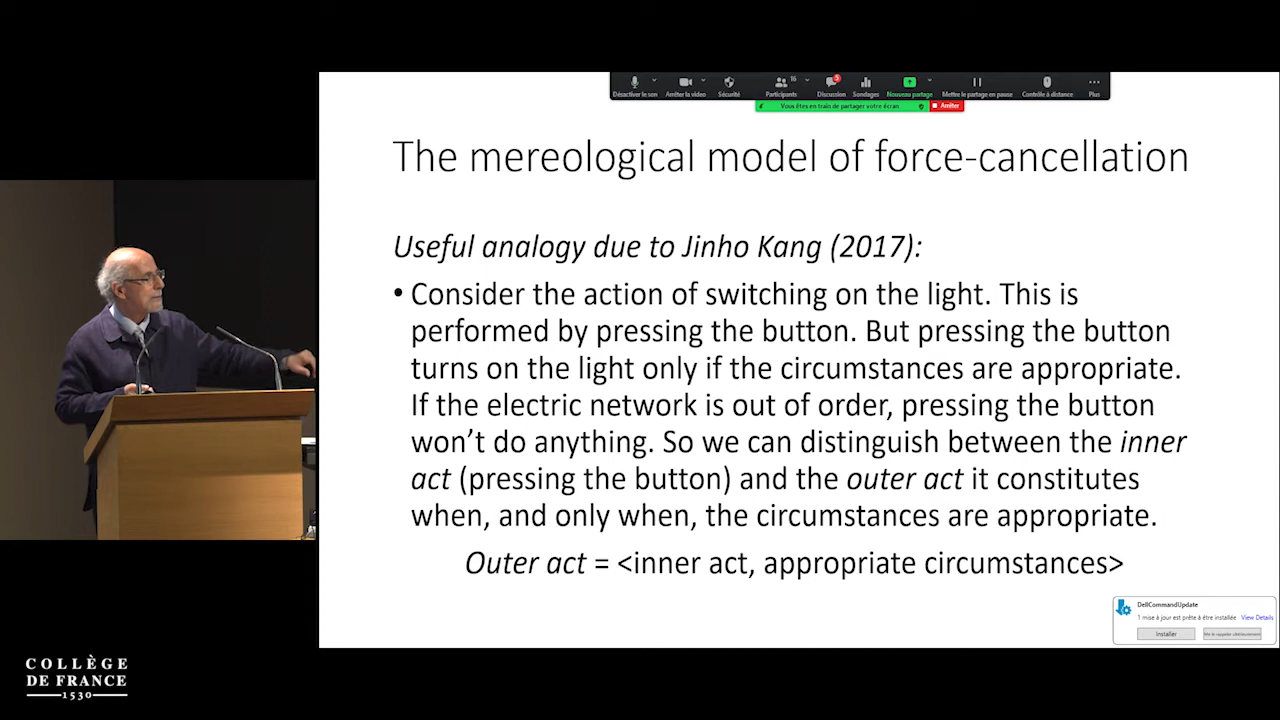 Désactiver le son
Arrêter la vidéo
Sécurité
Participants
16
Discussion
5
Sondages
Nouveau partage
Mettre le partage en pause
Contrôle à distance
Plus
Vous êtes en train de partager votre écran
Arrêter
The mereological model of force-cancellation
Useful analogy due to Jinho Kang (2017):
• Consider the action of switching on the light. This is
performed by pressing the button. But pressing the button
turns on the light only if the circumstances are appropriate.
If the electric network is out of order, pressing the button
won't do anything. So we can distinguish between the inner
act (pressing the button) and the outer act it constitutes
when, and only when, the circumstances are appropriate.
Outer act = <inner act, appropriate circumstances>
DellCommandUpdate
1 mise à jour est prête à être installée View Details
Installer
Me le rappeler ultérieurement
COLLÈGE
DE FRANCE
1530